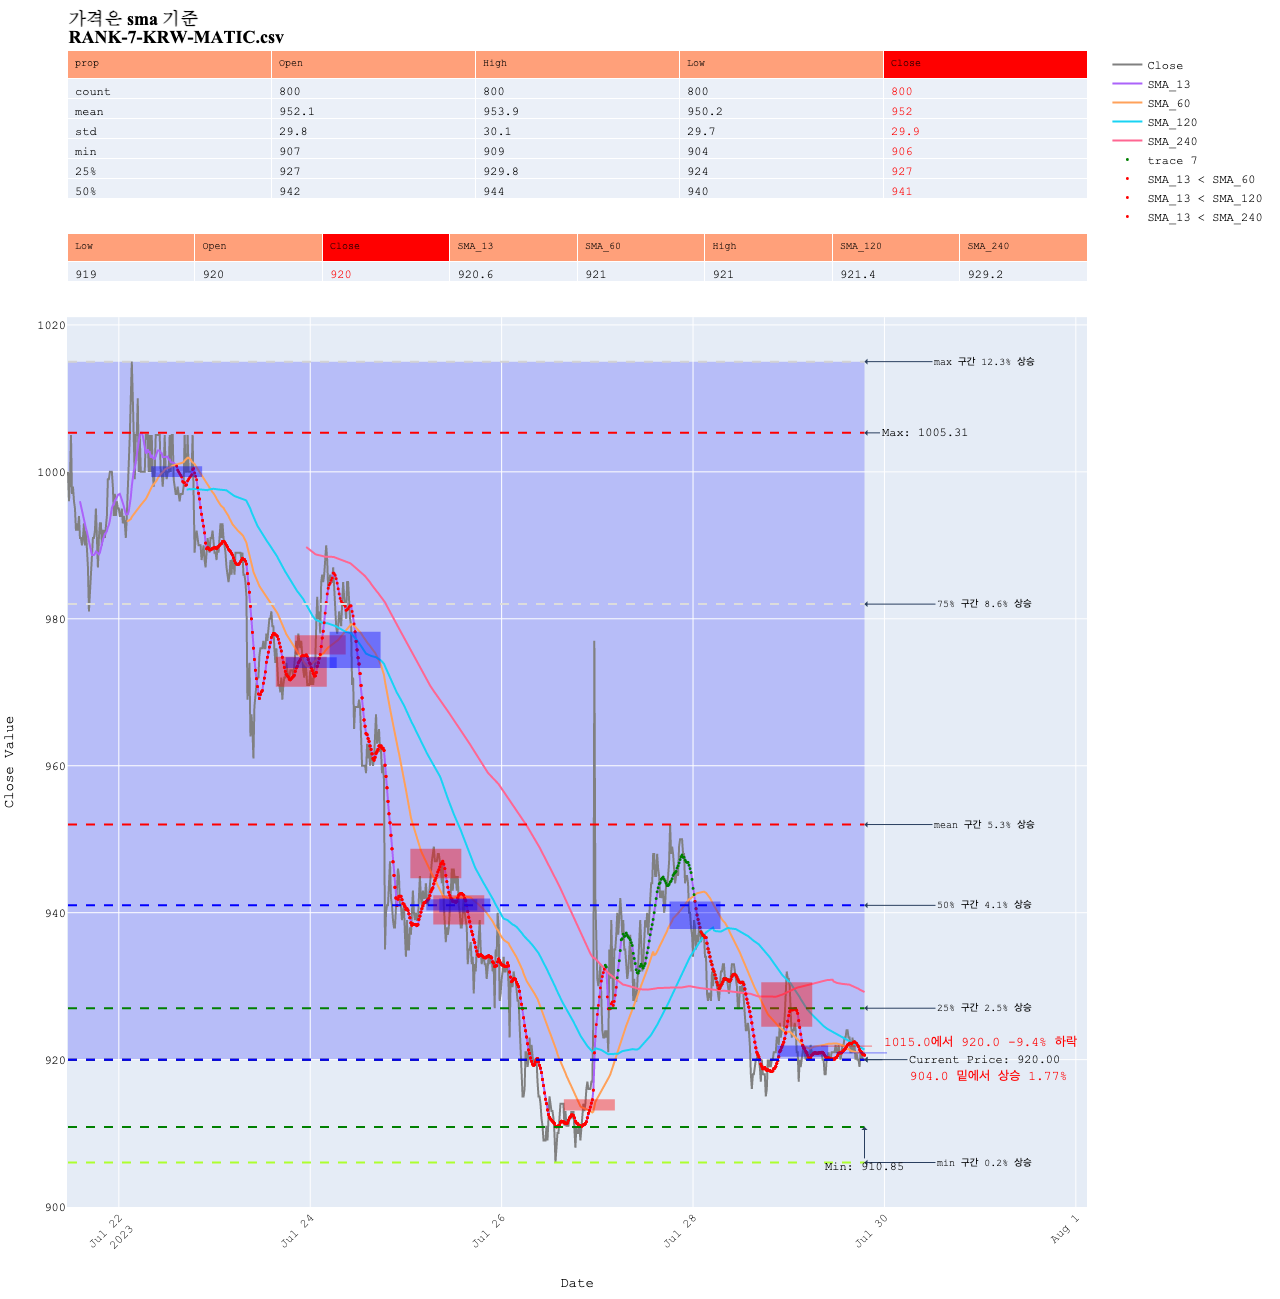 가격은 sma 기준
RANK-7-KRW-MATIC.csv
prop Open High Low Close
count 800 800 800 800
mean 952.1 953.9 950.2 952
std 29.8 30.1 29.7 29.9
min 907 909 904 906
25% 927 929.8 924 927
50% 942 944 940 941
Low Open Close SMA_13 SMA_60 High SMA_120 SMA_240
919 920 920 920.6 921 921 921.4 929.2
Close
SMA_13
SMA_60
SMA_120
SMA_240
trace 7
SMA_13 < SMA_60
SMA_13 < SMA_120
SMA_13 < SMA_240
1020
1000
980
960
940
920
900
Close Value
max 구간 12.3% 상승
Max: 1005.31
75% 구간 8.6% 상승
mean 구간 5.3% 상승
50% 구간 4.1% 상승
25% 구간 2.5% 상승
1015.0에서 920.0 -9.4% 하락
Current Price: 920.00
904.0 밑에서 상승 1.77%
min 구간 0.2% 상승
Min: 910.85
Jul 22
2023
Jul 24
Jul 26
Jul 28
Jul 30
Aug 1
Date